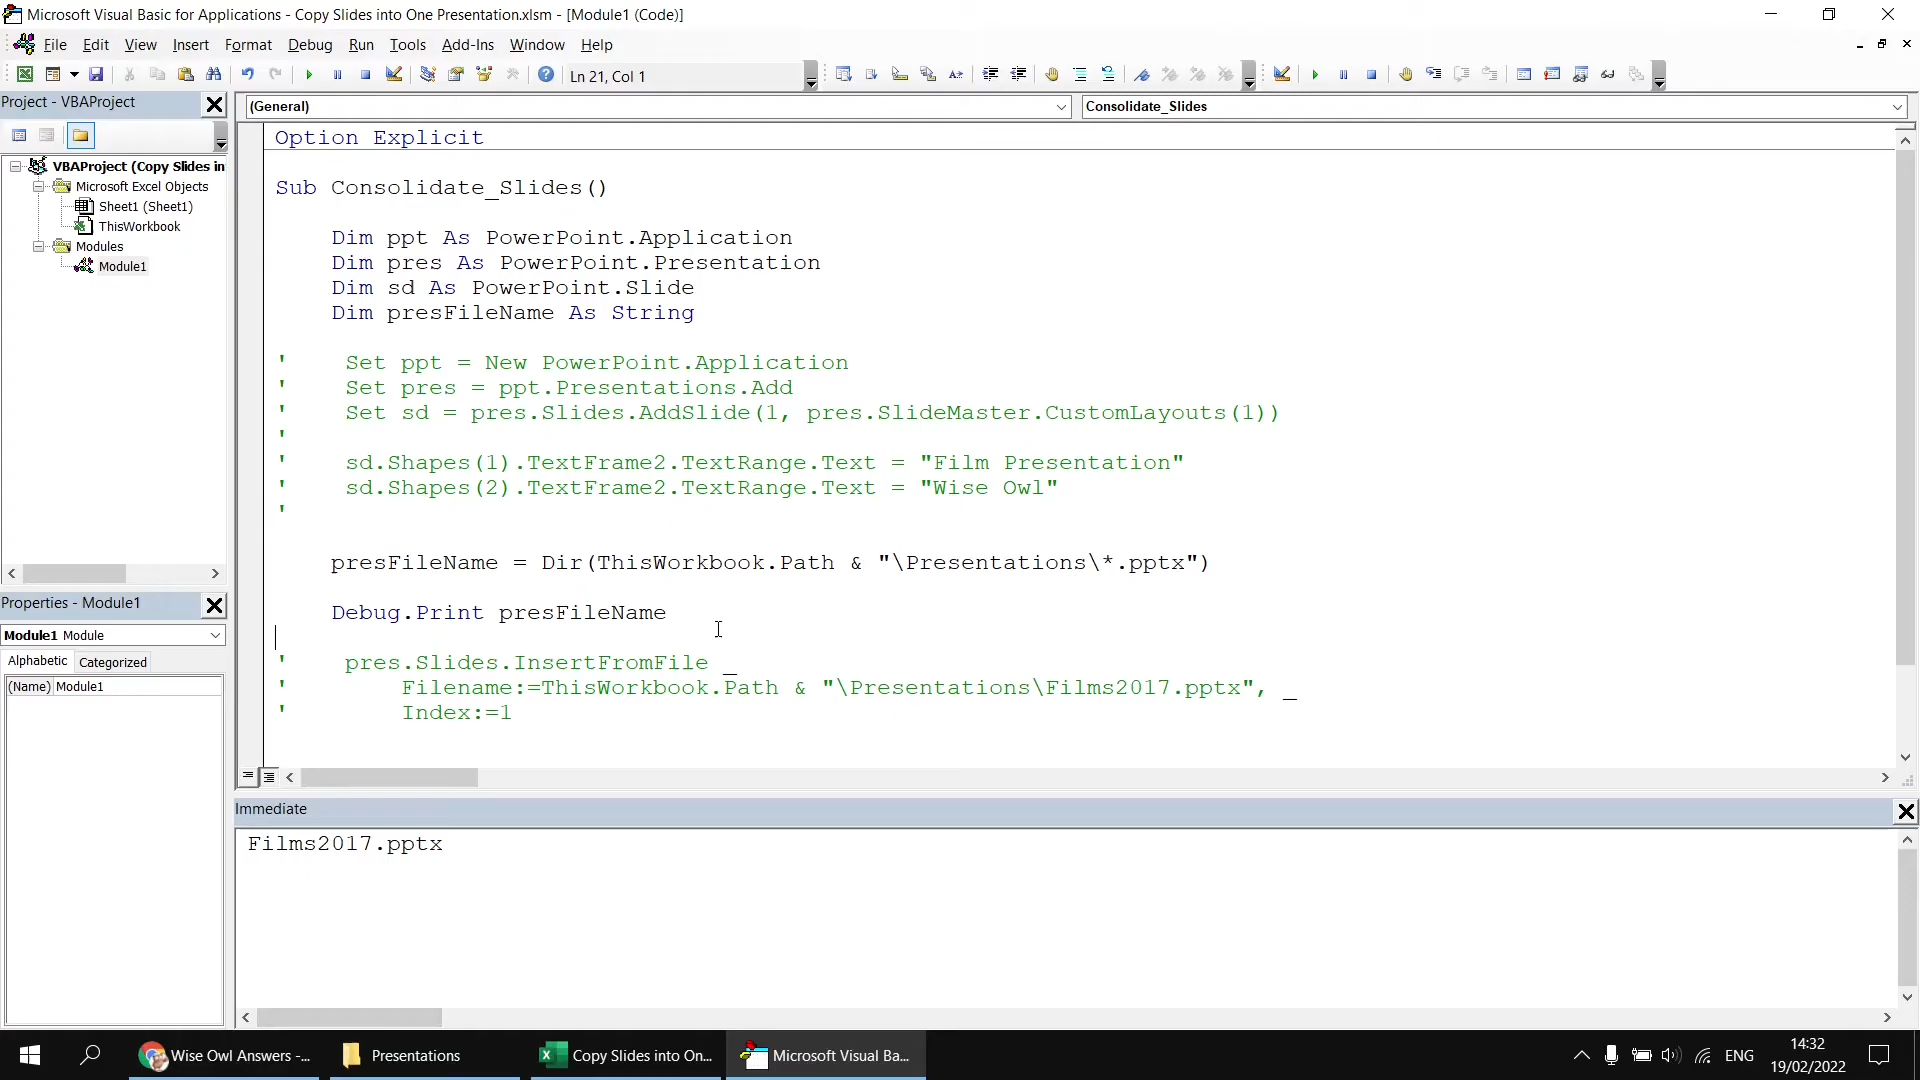 Microsoft Visual Basic for Applications - Copy Slides into One Presentation.xlsm - [Module1 (Code)]
File Edit View Insert Format Debug Run Tools Add-Ins Window Help
Ln 21, Col 1
Project - VBAProject
(General)
Consolidate_Slides
VBAProject (Copy Slides in
Microsoft Excel Objects
Sheet1 (Sheet1)
ThisWorkbook
Modules
Module1
Option Explicit
Sub Consolidate_Slides()
Dim ppt As PowerPoint.Application
Dim pres As PowerPoint.Presentation
Dim sd As PowerPoint.Slide
Dim presFileName As String
'    Set ppt = New PowerPoint.Application
'    Set pres = ppt.Presentations.Add
'    Set sd = pres.Slides.AddSlide(1, pres.SlideMaster.CustomLayouts(1))
'
'    sd.Shapes(1).TextFrame2.TextRange.Text = "Film Presentation"
'    sd.Shapes(2).TextFrame2.TextRange.Text = "Wise Owl"
'
presFileName = Dir(ThisWorkbook.Path & "\Presentations\*.pptx")
Debug.Print presFileName
'    pres.Slides.InsertFromFile _
'        Filename:=ThisWorkbook.Path & "\Presentations\Films2017.pptx", _
'        Index:=1
Properties - Module1
Module1 Module
Alphabetic Categorized
(Name) Module1
Immediate
Films2017.pptx
Wise Owl Answers -...
Presentations
Copy Slides into On...
Microsoft Visual Ba...
ENG
14:32
19/02/2022